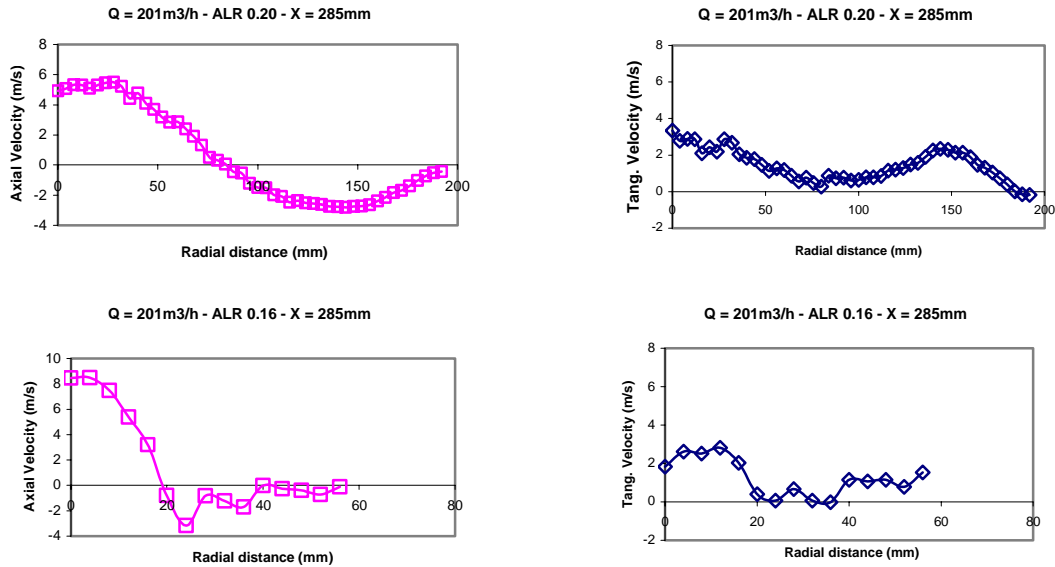 Q = 201m3/h - ALR 0.20 - X = 285mm
Axial Velocity (m/s)
8
6
4
2
0
-2
-4
0 50 100 150 200
Radial distance (mm)
Q = 201m3/h - ALR 0.20 - X = 285mm
Tang. Velocity (m/s)
8
6
4
2
0
-2
0 50 100 150 200
Radial distance (mm)
Q = 201m3/h - ALR 0.16 - X = 285mm
Axial Velocity (m/s)
10
8
6
4
2
0
-2
-4
0 20 40 60 80
Radial distance (mm)
Q = 201m3/h - ALR 0.16 - X = 285mm
Tang. Velocity (m/s)
8
6
4
2
0
-2
0 20 40 60 80
Radial distance (mm)